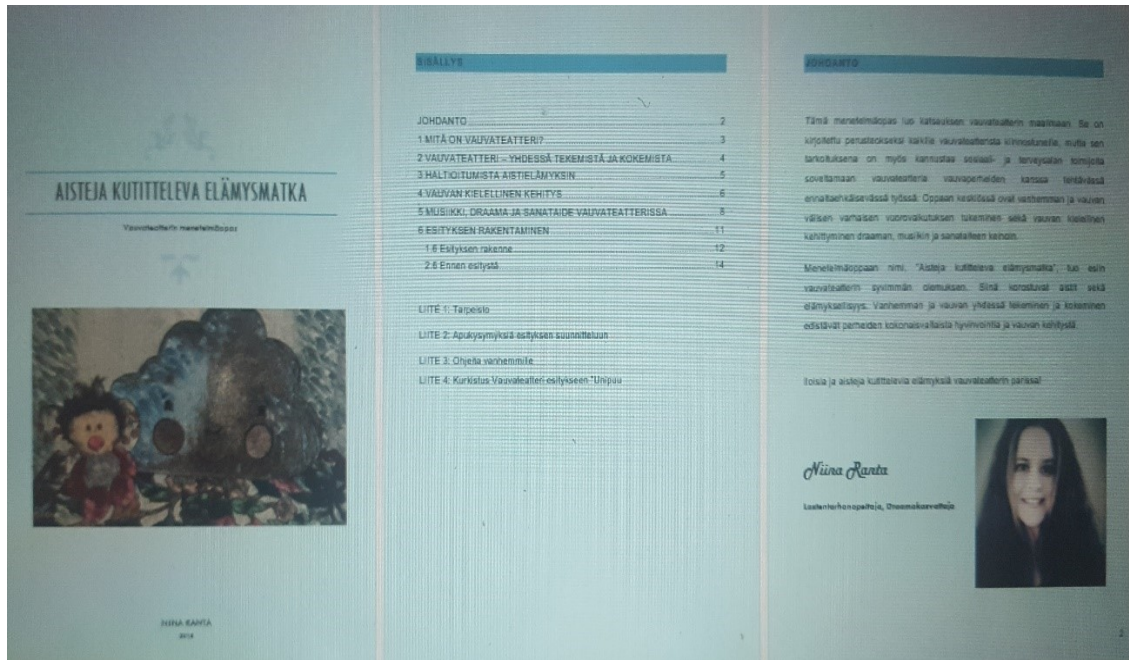 AISTEJA KUTITTELEVA ELÄMYSMATKA
Vauvateatterin menetelmäopas
NIINA RANTA
SISÄLLYS
JOHDANTO 2
1 MITÄ ON VAUVATEATTERI? 3
2 VAUVATEATTERI – YHDESSÄ TEKEMISTÄ JA KOKEMISTA 4
3 HALTIOITUMISTA AISTIELÄMYKSIN 5
4 VAUVAN KIELELLINEN KEHITYS 6
5 MUSIIKKI, DRAAMA JA SANATAIDE VAUVATEATTERISSA 8
6 ESITYKSEN RAKENTAMINEN 11
1.6 Esityksen rakenne 12
2.6 Ennen esitystä 14
LIITE 1: Tarpeisto
LIITE 2: Apukysymyksiä esityksen suunnitteluun
LIITE 3: Ohjeita vanhemmille
LIITE 4: Kurkistus Vauvateatteri-esitykseen "Unipuu
1
JOHDANTO
Tämä menetelmäopas luo katsauksen vauvateatterin maailmaan. Se on
kirjoitettu perusteokseksi kaikille vauvateatterista kiinnostuneille, mutta sen
tarkoituksena on myös kannustaa sosiaali- ja terveysalan toimijoita
soveltamaan vauvateatteria vauvaperheiden kanssa tehtävässä
ennaltaehkäisevässä työssä. Oppaan keskiössä ovat vanhemman ja vauvan
välisen varhaisen vuorovaikutuksen tukeminen sekä vauvan kielellinen
kehittyminen draaman, musiikin ja sanataiteen keinoin.
Menetelmäoppaan nimi, "Aisteja kutitteleva elämysmatka", tuo esiin
vauvateatterin syvimmän olemuksen. Siinä korostuvat aistit sekä
elämyksellisyys. Vanhemman ja vauvan yhdessä tekeminen ja kokeminen
edistävät perheiden kokonaisvaltaista hyvinvointia ja vauvan kehitystä.
Iloisia ja aisteja kutittelevia elämyksiä vauvateatterin parissa!
Niina Ranta
Lastentarhanopettaja, Draamakasvattaja
2